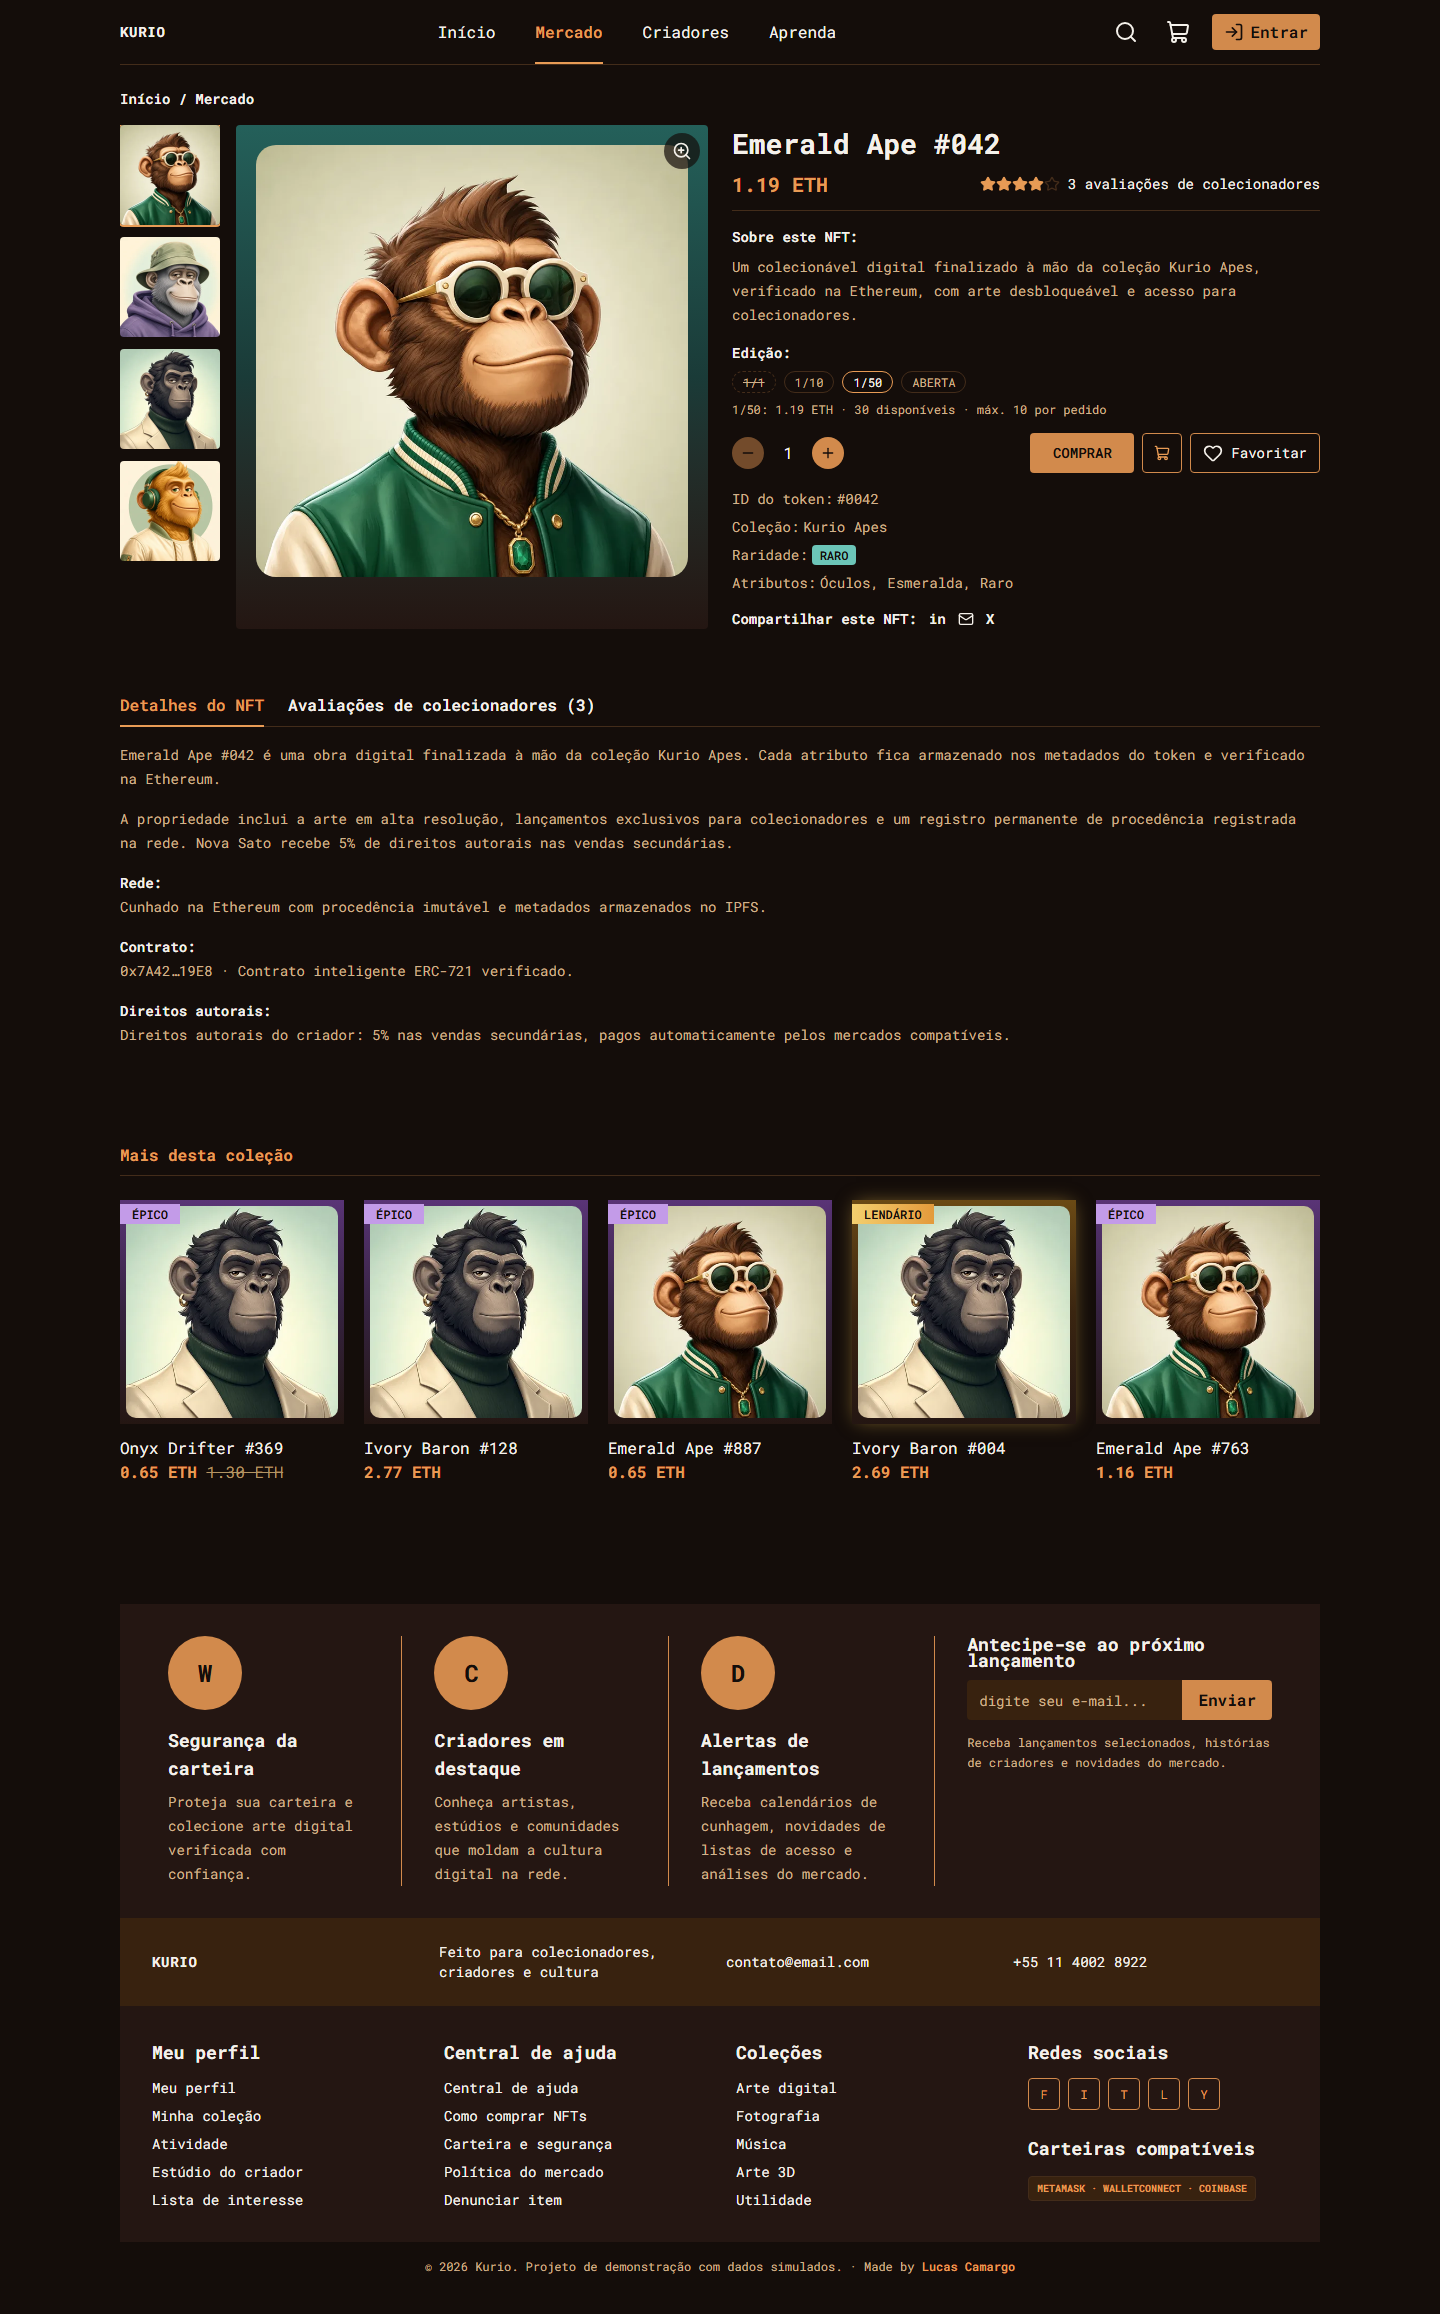 KURIO
Início
Mercado
Criadores
Aprenda
Entrar
Início / Mercado
Emerald Ape #042
1.19 ETH
3 avaliações de colecionadores
Sobre este NFT:
Um colecionável digital finalizado à mão da coleção Kurio Apes,
verificado na Ethereum, com arte desbloqueável e acesso para
colecionadores.
Edição:
1/1
1/10
1/50
ABERTA
1/50: 1.19 ETH · 30 disponíveis · máx. 10 por pedido
1
COMPRAR
Favoritar
ID do token: #0042
Coleção: Kurio Apes
Raridade: RARO
Atributos: Óculos, Esmeralda, Raro
Compartilhar este NFT: in X
Detalhes do NFT
Avaliações de colecionadores (3)
Emerald Ape #042 é uma obra digital finalizada à mão da coleção Kurio Apes. Cada atributo fica armazenado nos metadados do token e verificado
na Ethereum.
A propriedade inclui a arte em alta resolução, lançamentos exclusivos para colecionadores e um registro permanente de procedência registrada
na rede. Nova Sato recebe 5% de direitos autorais nas vendas secundárias.
Rede:
Cunhado na Ethereum com procedência imutável e metadados armazenados no IPFS.
Contrato:
0x7A42…19E8 · Contrato inteligente ERC-721 verificado.
Direitos autorais:
Direitos autorais do criador: 5% nas vendas secundárias, pagos automaticamente pelos mercados compatíveis.
Mais desta coleção
ÉPICO
ÉPICO
ÉPICO
LENDÁRIO
ÉPICO
Onyx Drifter #369
0.65 ETH 1.30 ETH
Ivory Baron #128
2.77 ETH
Emerald Ape #887
0.65 ETH
Ivory Baron #004
2.69 ETH
Emerald Ape #763
1.16 ETH
W
Segurança da
carteira
Proteja sua carteira e
colecione arte digital
verificada com
confiança.
C
Criadores em
destaque
Conheça artistas,
estúdios e comunidades
que moldam a cultura
digital na rede.
D
Alertas de
lançamentos
Receba calendários de
cunhagem, novidades de
listas de acesso e
análises do mercado.
Antecipe-se ao próximo
lançamento
digite seu e-mail...
Enviar
Receba lançamentos selecionados, histórias
de criadores e novidades do mercado.
KURIO
Feito para colecionadores,
criadores e cultura
contato@email.com
+55 11 4002 8922
Meu perfil
Meu perfil
Minha coleção
Atividade
Estúdio do criador
Lista de interesse
Central de ajuda
Central de ajuda
Como comprar NFTs
Carteira e segurança
Política do mercado
Denunciar item
Coleções
Arte digital
Fotografia
Música
Arte 3D
Utilidade
Redes sociais
F
I
T
L
Y
Carteiras compatíveis
METAMASK · WALLETCONNECT · COINBASE
© 2026 Kurio. Projeto de demonstração com dados simulados. · Made by Lucas Camargo